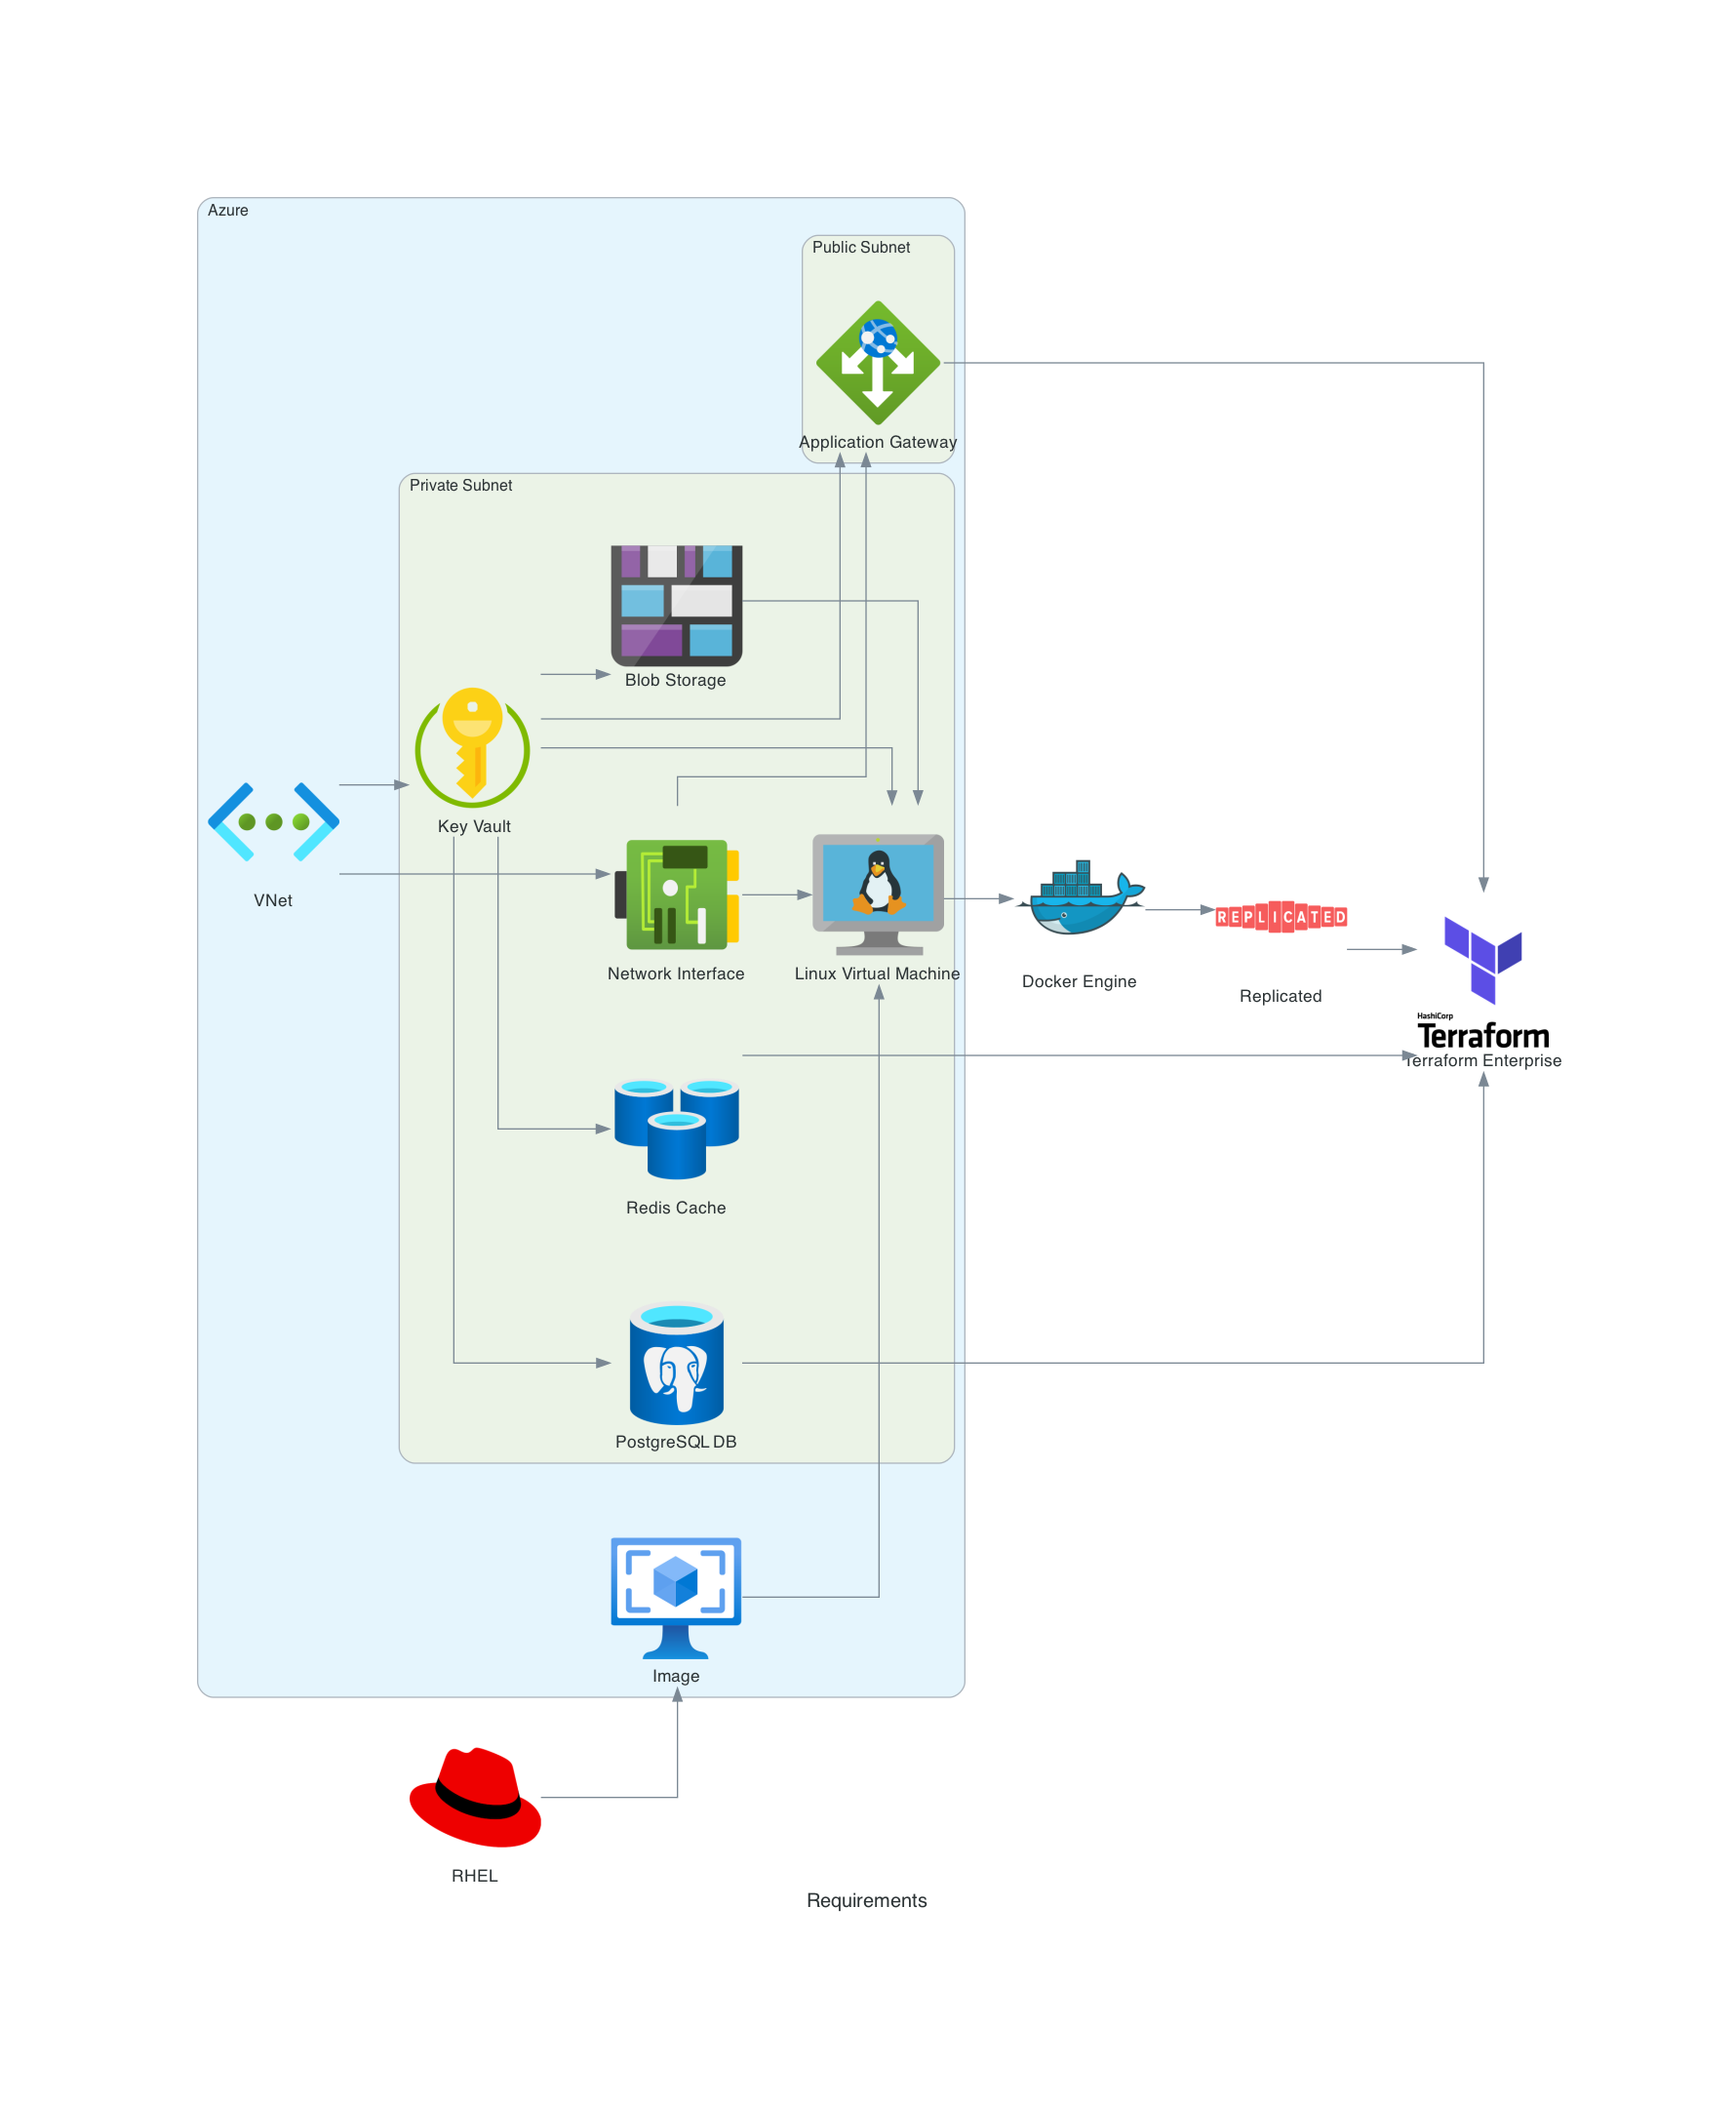 Azure
Public Subnet
Application Gateway
Private Subnet
Blob Storage
Key Vault
VNet
Network Interface
Linux Virtual Machine
Docker Engine
REPLICATED
Replicated
HashiCorp
Terraform
Terraform Enterprise
Redis Cache
PostgreSQL DB
Image
RHEL
Requirements